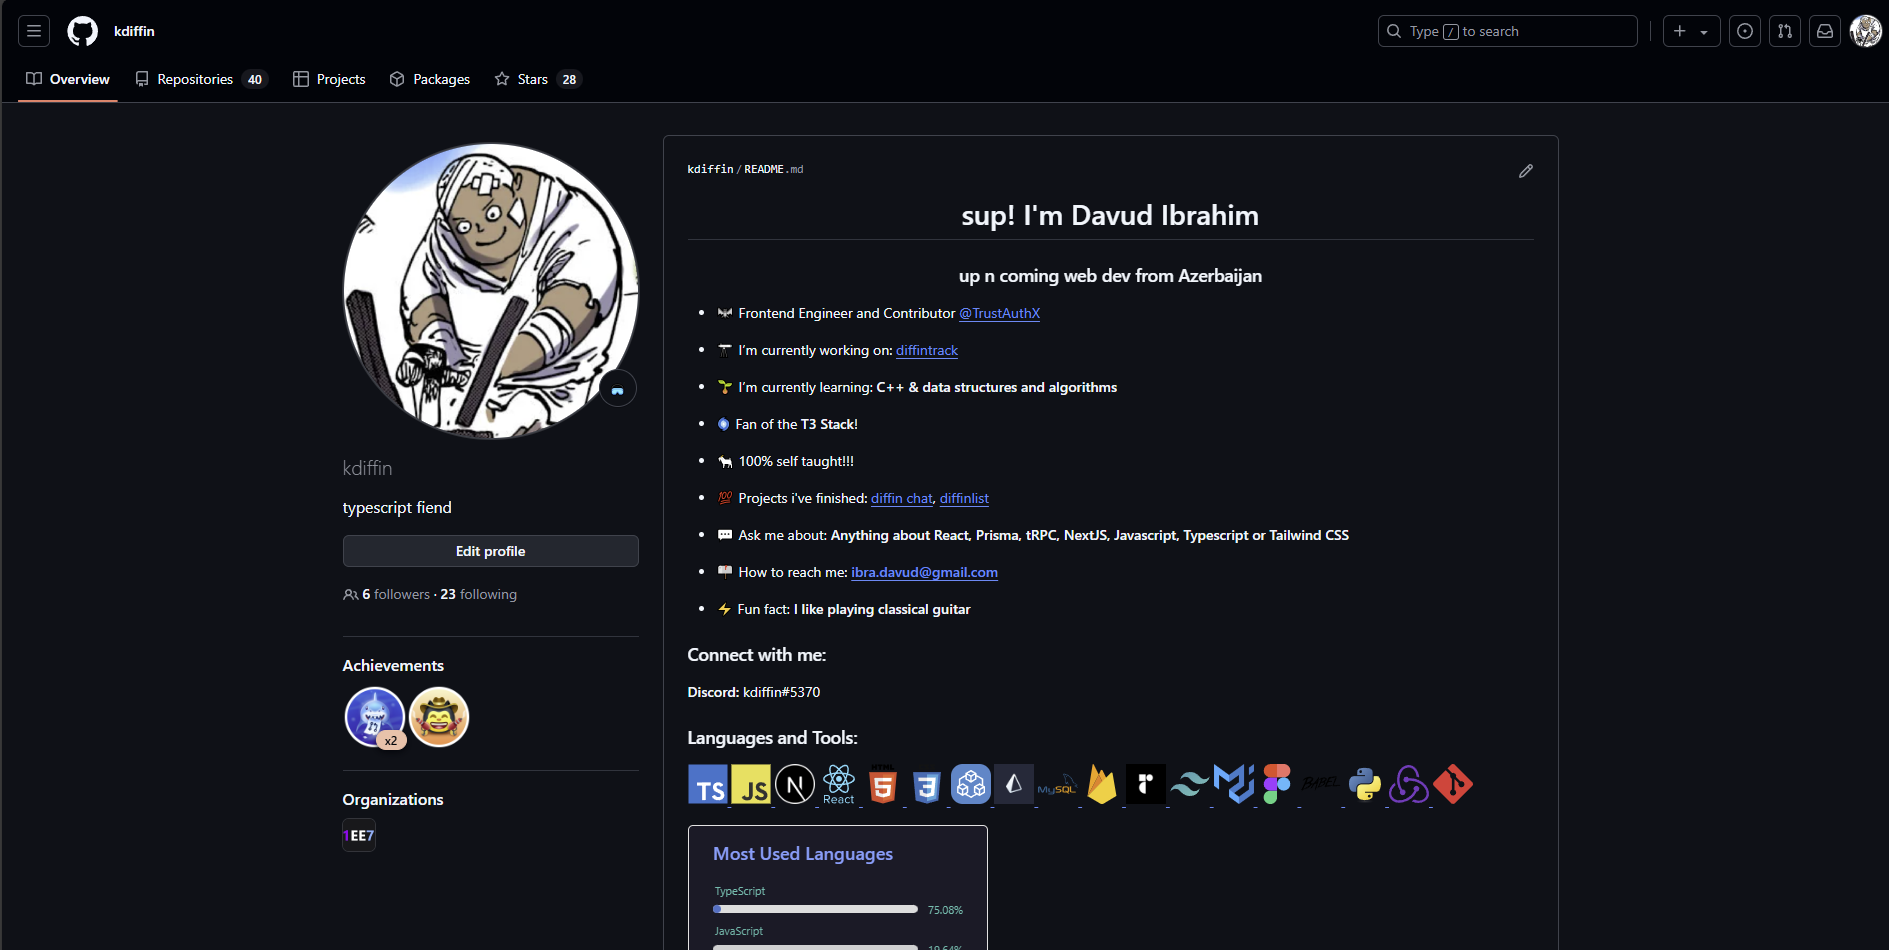 kdiffin
Type / to search
Overview
Repositories 40
Projects
Packages
Stars 28
kdiffin
typescript fiend
Edit profile
6 followers · 23 following
Achievements
x2
Organizations
1EE7
kdiffin / README.md
sup! I'm Davud Ibrahim
up n coming web dev from Azerbaijan
Frontend Engineer and Contributor @TrustAuthX
I'm currently working on: diffintrack
I'm currently learning: C++ & data structures and algorithms
Fan of the T3 Stack!
100% self taught!!!
💯 Projects i've finished: diffin chat, diffinlist
Ask me about: Anything about React, Prisma, tRPC, NextJS, Javascript, Typescript or Tailwind CSS
How to reach me: ibra.davud@gmail.com
Fun fact: I like playing classical guitar
Connect with me:
Discord: kdiffin#5370
Languages and Tools:
TS JS N React HTML 5 3 MySQL r BABEL
Most Used Languages
TypeScript
75.08%
JavaScript
19.64%